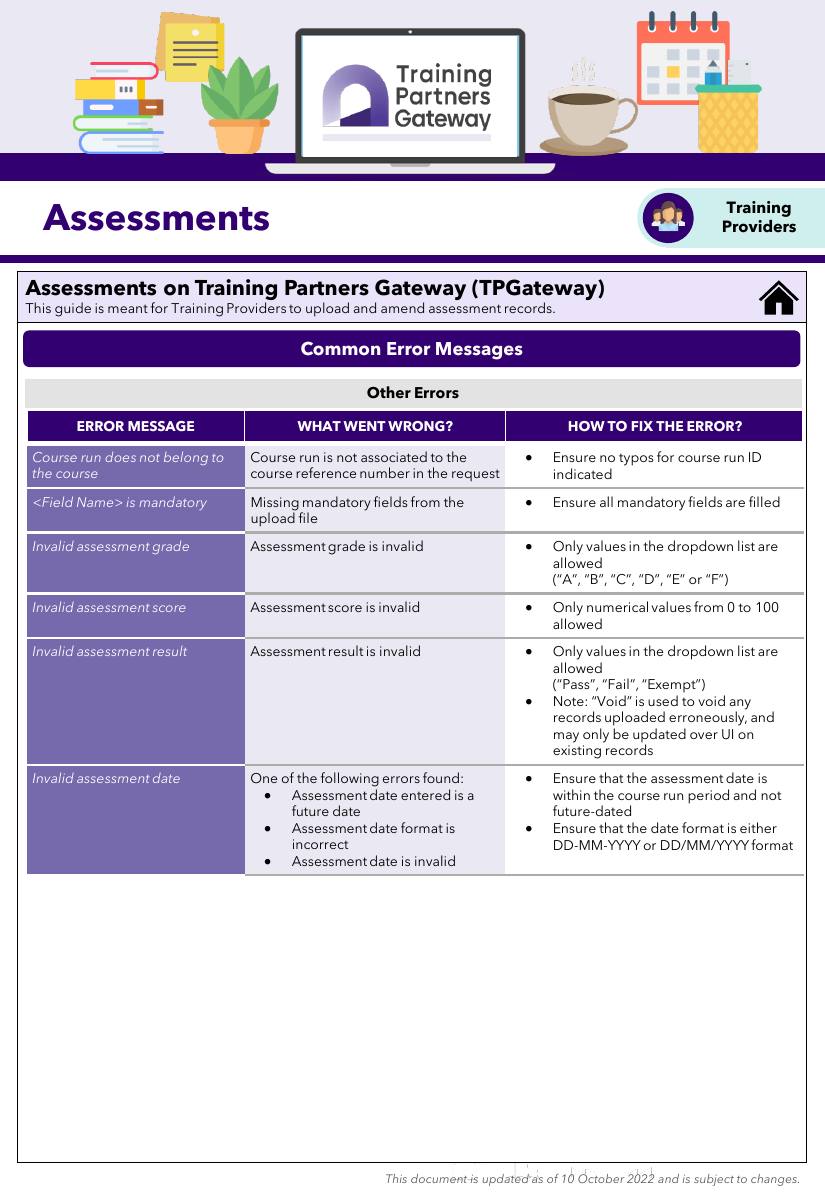 Training
Partners
Gateway
Assessments
Training
Providers
Assessments on Training Partners Gateway (TPGateway)
This guide is meant for Training Providers to upload and amend assessment records.
Common Error Messages
Other Errors
ERROR MESSAGE
WHAT WENT WRONG?
HOW TO FIX THE ERROR?
Course run does not belong to
the course
Course run is not associated to the
course reference number in the request
• Ensure no typos for course run ID
indicated
<Field Name> is mandatory
Missing mandatory fields from the
upload file
• Ensure all mandatory fields are filled
Invalid assessment grade
Assessment grade is invalid
• Only values in the dropdown list are
allowed
(“A”, “B”, “C”, “D”, “E” or “F”)
Invalid assessment score
Assessment score is invalid
• Only numerical values from 0 to 100
allowed
Invalid assessment result
Assessment result is invalid
• Only values in the dropdown list are
allowed
(“Pass”, “Fail”, “Exempt”)
• Note: “Void” is used to void any
records uploaded erroneously, and
may only be updated over UI on
existing records
Invalid assessment date
One of the following errors found:
• Assessment date entered is a
future date
• Assessment date format is
incorrect
• Assessment date is invalid
• Ensure that the assessment date is
within the course run period and not
future-dated
• Ensure that the date format is either
DD-MM-YYYY or DD/MM/YYYY format
This document is updated as of 10 October 2022 and is subject to changes.